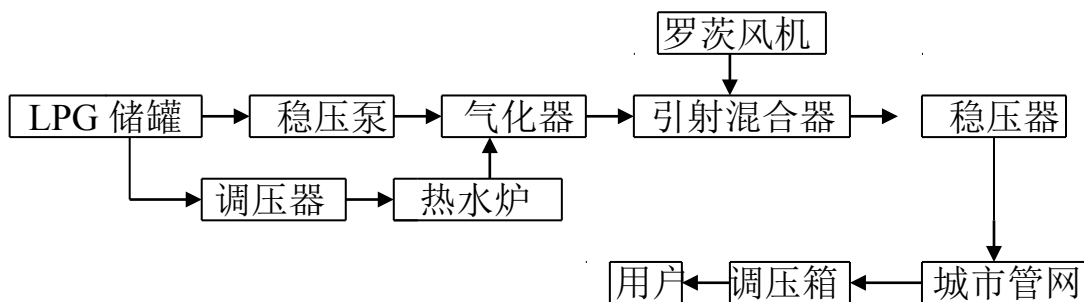 罗茨风机
LPG 储罐
稳压泵
气化器
引射混合器
稳压器
调压器
热水炉
用户
调压箱
城市管网